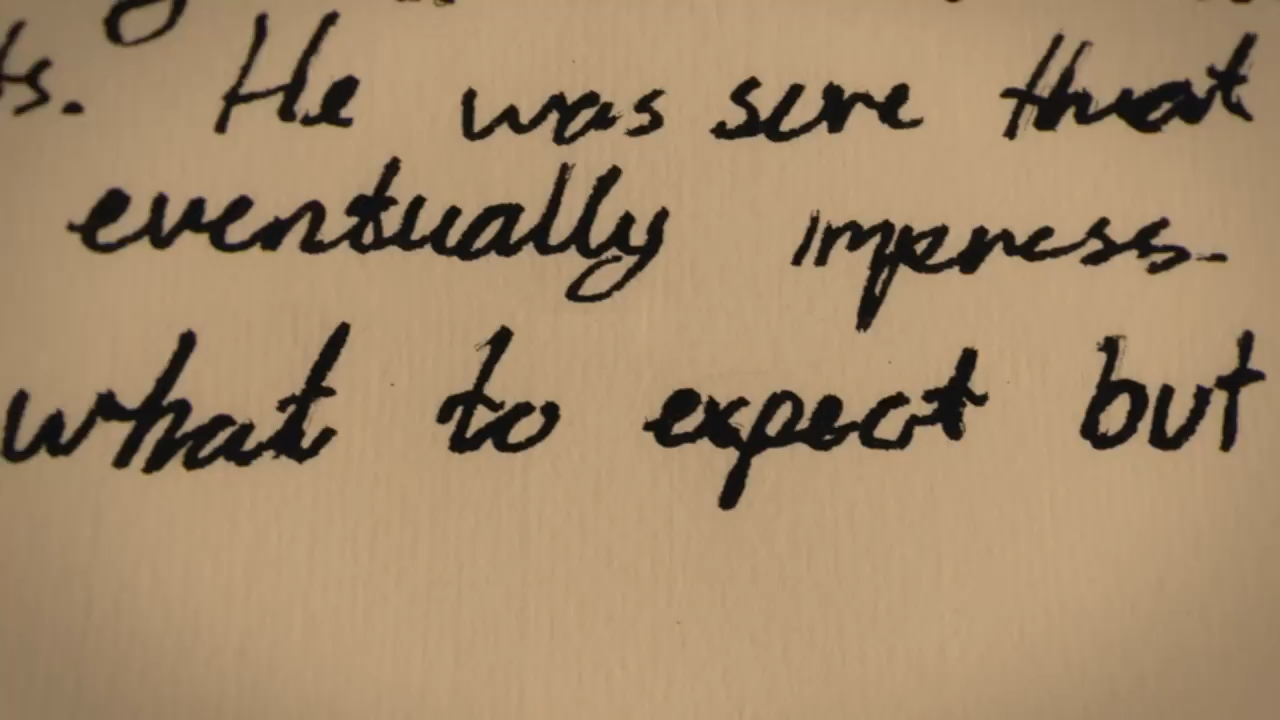 ts. He was sure that
eventually impress.
what to expect but